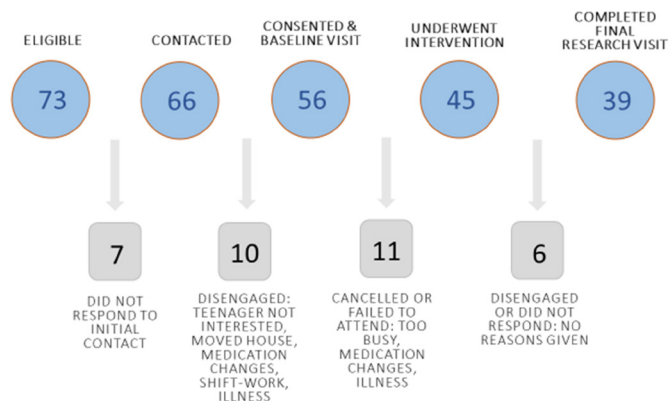 ELIGIBLE
CONTACTED
CONSENTED &
BASELINE VISIT
UNDERWENT
INTERVENTION
COMPLETED
FINAL
RESEARCH VISIT
73
66
56
45
39
7
10
11
6
DID NOT
RESPOND TO
INITIAL
CONTACT
DISENGAGED:
TEENAGER NOT
INTERESTED,
MOVED HOUSE,
MEDICATION
CHANGES,
SHIFT-WORK,
ILLNESS
CANCELLED OR
FAILED TO
ATTEND: TOO
BUSY,
MEDICATION
CHANGES,
ILLNESS
DISENGAGED
OR DID NOT
RESPOND: NO
REASONS GIVEN